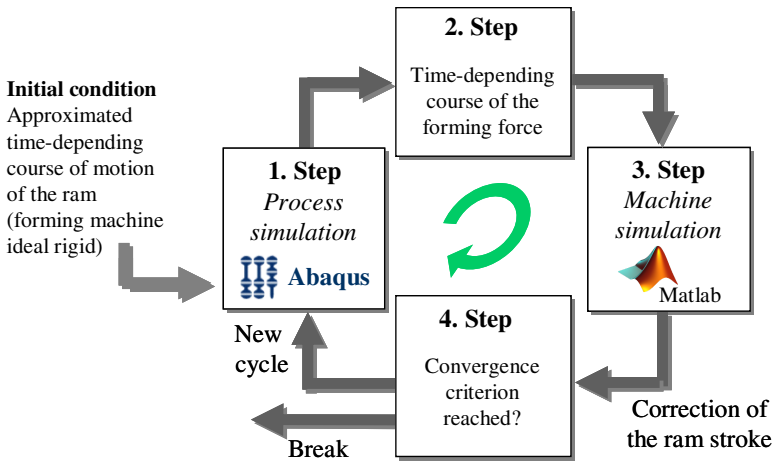 Initial condition
Approximated
time-depending
course of motion
of the ram
(forming machine
ideal rigid)
1. Step
Process
simulation
Abaqus
2. Step
Time-depending
course of the
forming force
3. Step
Machine
simulation
Matlab
Correction of
the ram stroke
4. Step
Convergence
criterion
reached?
New
cycle
Break